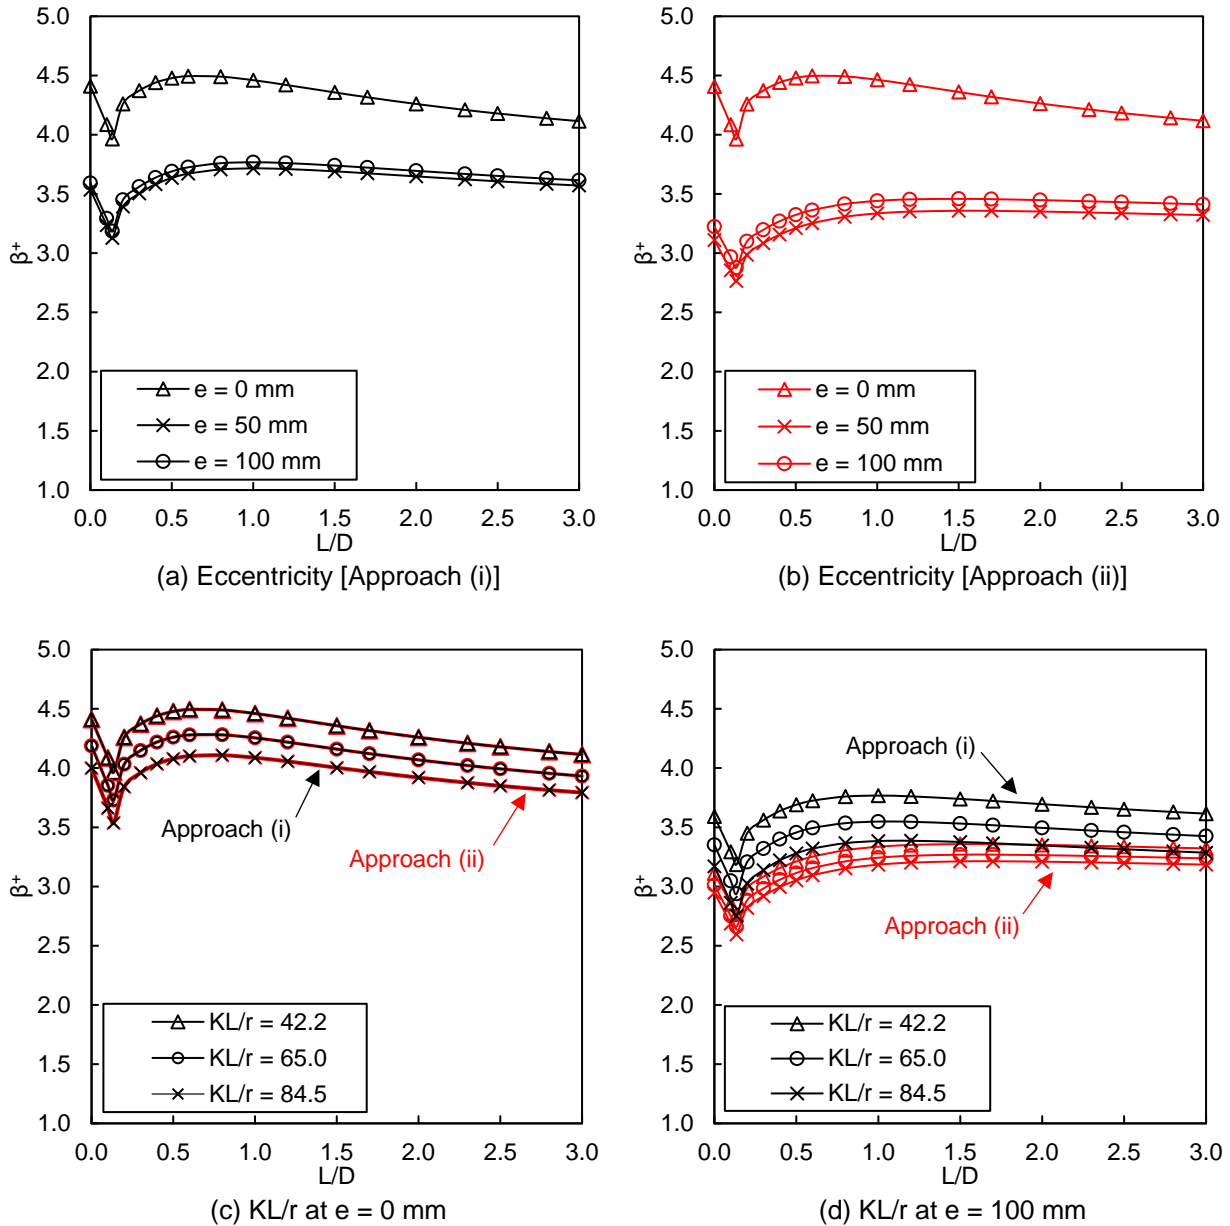 5.0
4.5
4.0
3.5
3.0
2.5
2.0
1.5
1.0
β⁺
e = 0 mm
e = 50 mm
e = 100 mm
0.0 0.5 1.0 1.5 2.0 2.5 3.0
L/D
(a) Eccentricity [Approach (i)]
5.0
4.5
4.0
3.5
3.0
2.5
2.0
1.5
1.0
β⁺
e = 0 mm
e = 50 mm
e = 100 mm
0.0 0.5 1.0 1.5 2.0 2.5 3.0
L/D
(b) Eccentricity [Approach (ii)]
5.0
4.5
4.0
3.5
3.0
2.5
2.0
1.5
1.0
β⁺
Approach (i)
Approach (ii)
KL/r = 42.2
KL/r = 65.0
KL/r = 84.5
0.0 0.5 1.0 1.5 2.0 2.5 3.0
L/D
(c) KL/r at e = 0 mm
5.0
4.5
4.0
3.5
3.0
2.5
2.0
1.5
1.0
β⁺
Approach (i)
Approach (ii)
KL/r = 42.2
KL/r = 65.0
KL/r = 84.5
0.0 0.5 1.0 1.5 2.0 2.5 3.0
L/D
(d) KL/r at e = 100 mm